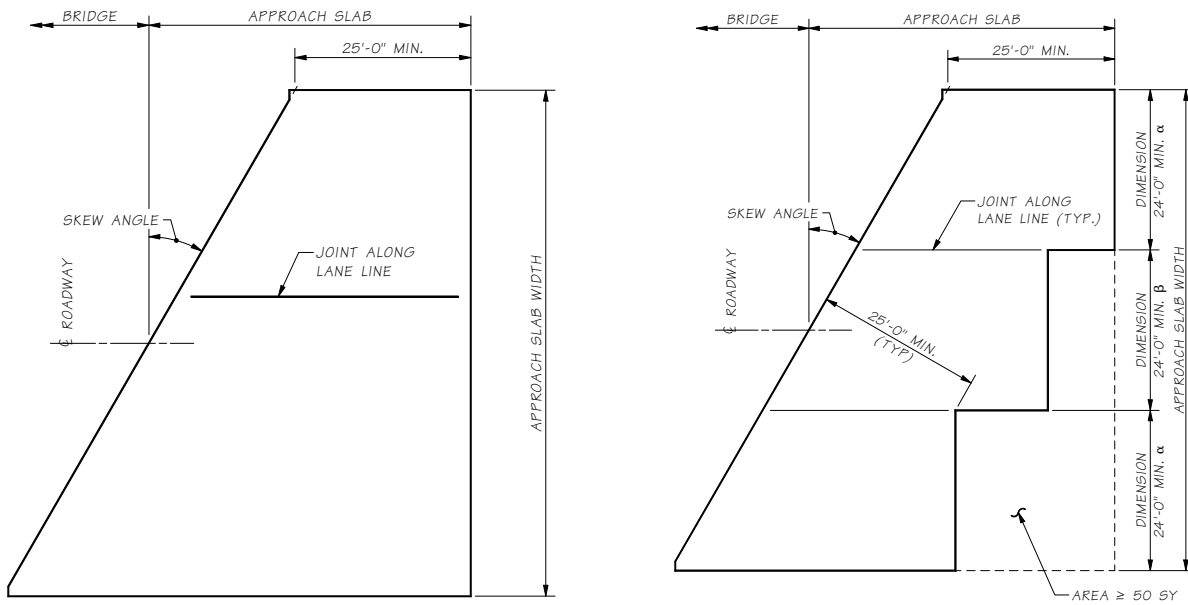 BRIDGE
APPROACH SLAB
25'-0" MIN.
SKEW ANGLE
JOINT ALONG
LANE LINE
℄ ROADWAY
APPROACH SLAB WIDTH
BRIDGE
APPROACH SLAB
25'-0" MIN.
SKEW ANGLE
JOINT ALONG
LANE LINE (TYP.)
℄ ROADWAY
25'-0" MIN.
(TYP)
DIMENSION
24'-0" MIN. α
DIMENSION
24'-0" MIN. β
DIMENSION
24'-0" MIN. α
APPROACH SLAB WIDTH
AREA ≥ 50 SY